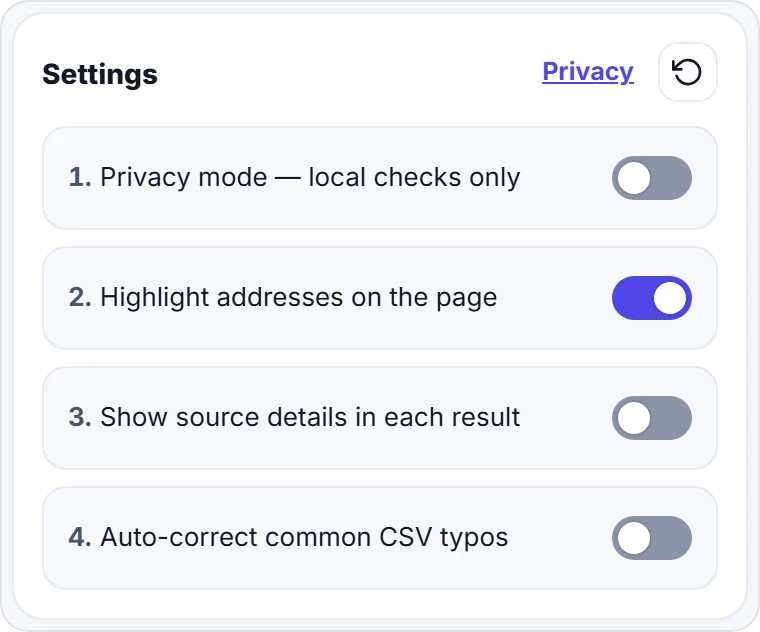 Settings
Privacy
1. Privacy mode — local checks only
2. Highlight addresses on the page
3. Show source details in each result
4. Auto-correct common CSV typos